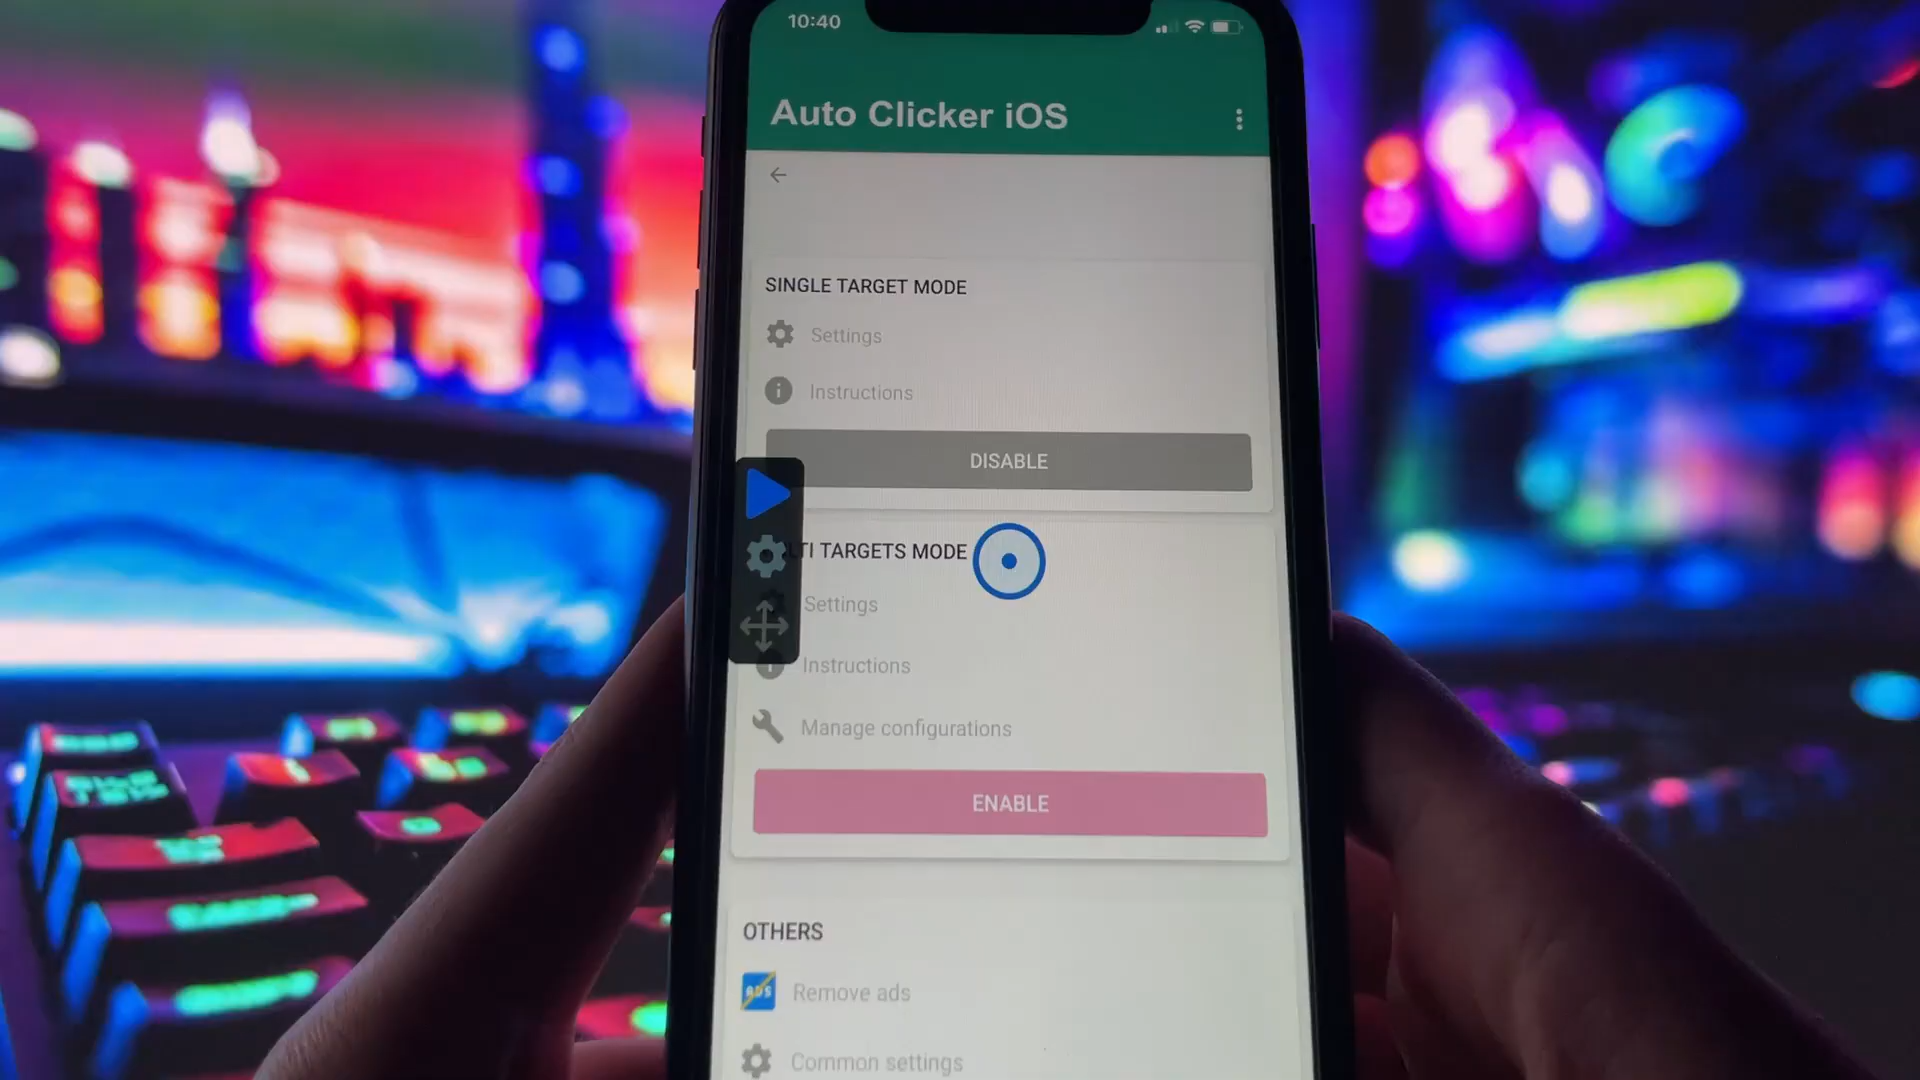 10:40
Auto Clicker iOS
SINGLE TARGET MODE
Settings
Instructions
DISABLE
TI TARGETS MODE
Settings
Instructions
Manage configurations
ENABLE
OTHERS
ADS
Remove ads
Common settings